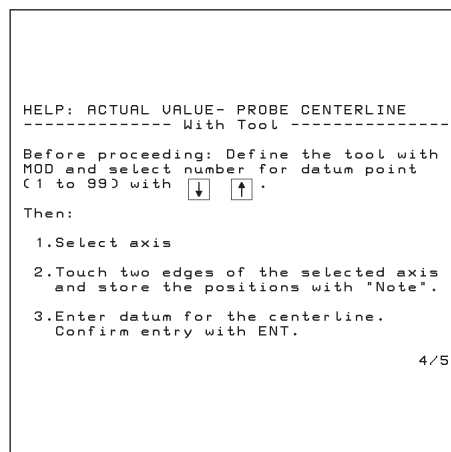 HELP: ACTUAL VALUE- PROBE CENTERLINE
-------------- With Tool ---------------
Before proceeding: Define the tool with
MOD and select number for datum point
(1 to 99) with ↓ ↑ .
Then:
1.Select axis
2.Touch two edges of the selected axis
and store the positions with "Note".
3.Enter datum for the centerline.
Confirm entry with ENT.
4/5